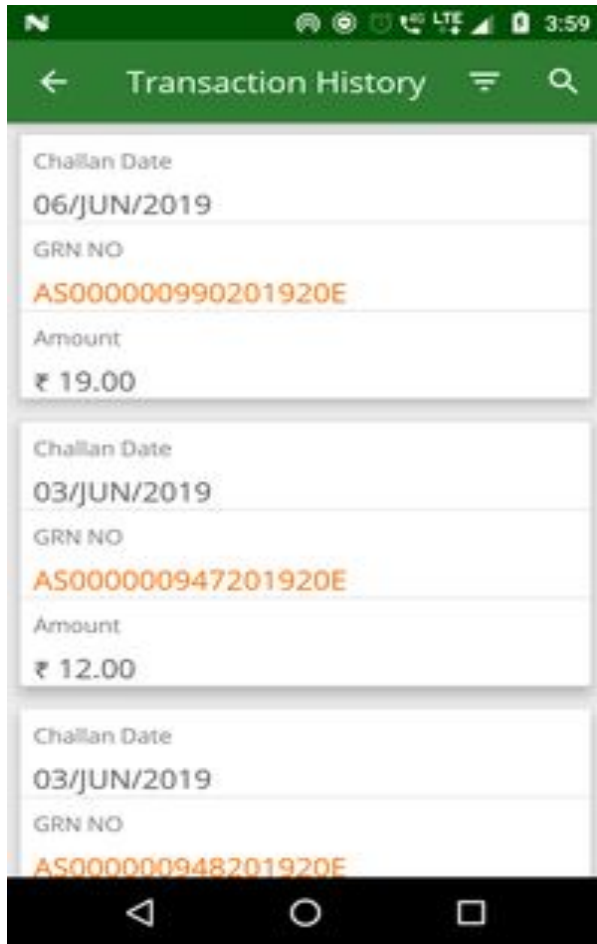 LTE 3:59
Transaction History
Challan Date
06/JUN/2019
GRN NO
AS000000990201920E
Amount
₹ 19.00
Challan Date
03/JUN/2019
GRN NO
AS000000947201920E
Amount
₹ 12.00
Challan Date
03/JUN/2019
GRN NO
AS000000948201920E